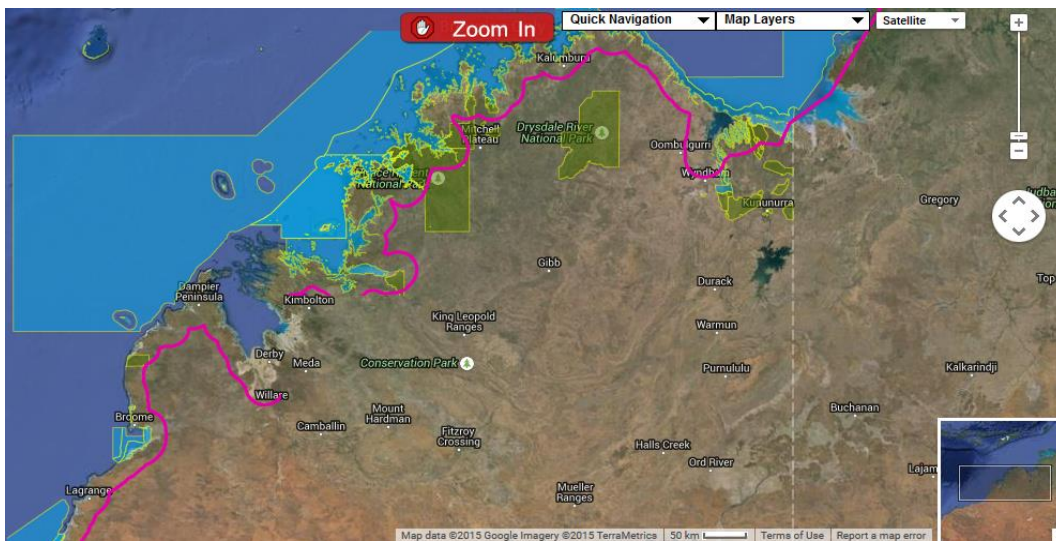 Zoom In
Quick Navigation
Map Layers
Satellite
Kalumburu
Mitchell
Plateau
Drysdale River
National Park
Oombulgurri
Wyndham
National Park
Kununurra
Gregory
Gibb
Durack
Top
Dampier
Peninsula
Kimbolton
King Leopold
Ranges
Warmun
Derby
Meda
Conservation Park
Purnululu
Kalkarindji
Willare
Mount
Hardman
Buchanan
Broome
Camballin
Fitzroy
Crossing
Halls Creek
Ord River
Lajam
Lagrange
Mueller
Ranges
Map data ©2015 Google Imagery ©2015 TerraMetrics
50 km
Terms of Use
Report a map error